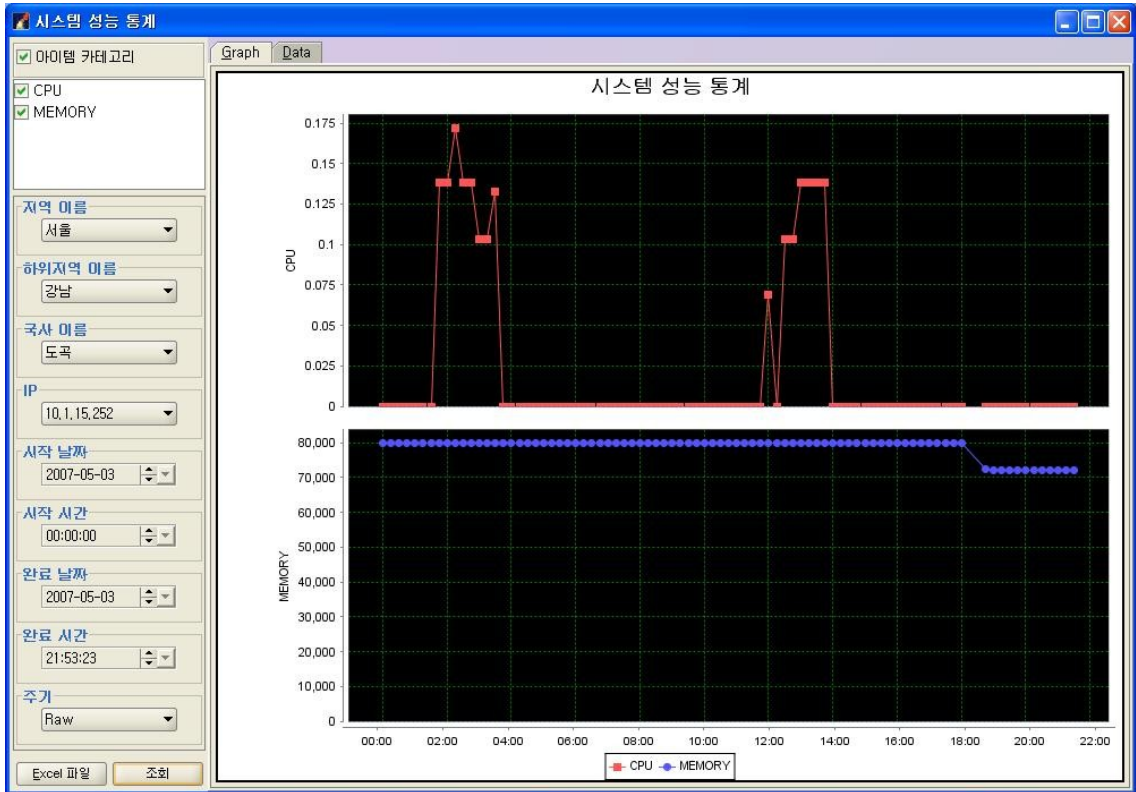 시스템 성능 통계
아이템 카테고리
CPU
MEMORY
지역 이름
서울
하위지역 이름
강남
국사 이름
도곡
IP
10,1,15,252
시작 날짜
2007-05-03
시작 시간
00:00:00
완료 날짜
2007-05-03
완료 시간
21:53:23
주기
Raw
Excel 파일
조회
Graph
Data
시스템 성능 통계
0.175
0.15
0.125
0.1
0.075
0.05
0.025
0
CPU
80,000
70,000
60,000
50,000
40,000
30,000
20,000
10,000
0
MEMORY
00:00 02:00 04:00 06:00 08:00 10:00 12:00 14:00 16:00 18:00 20:00 22:00
CPU MEMORY